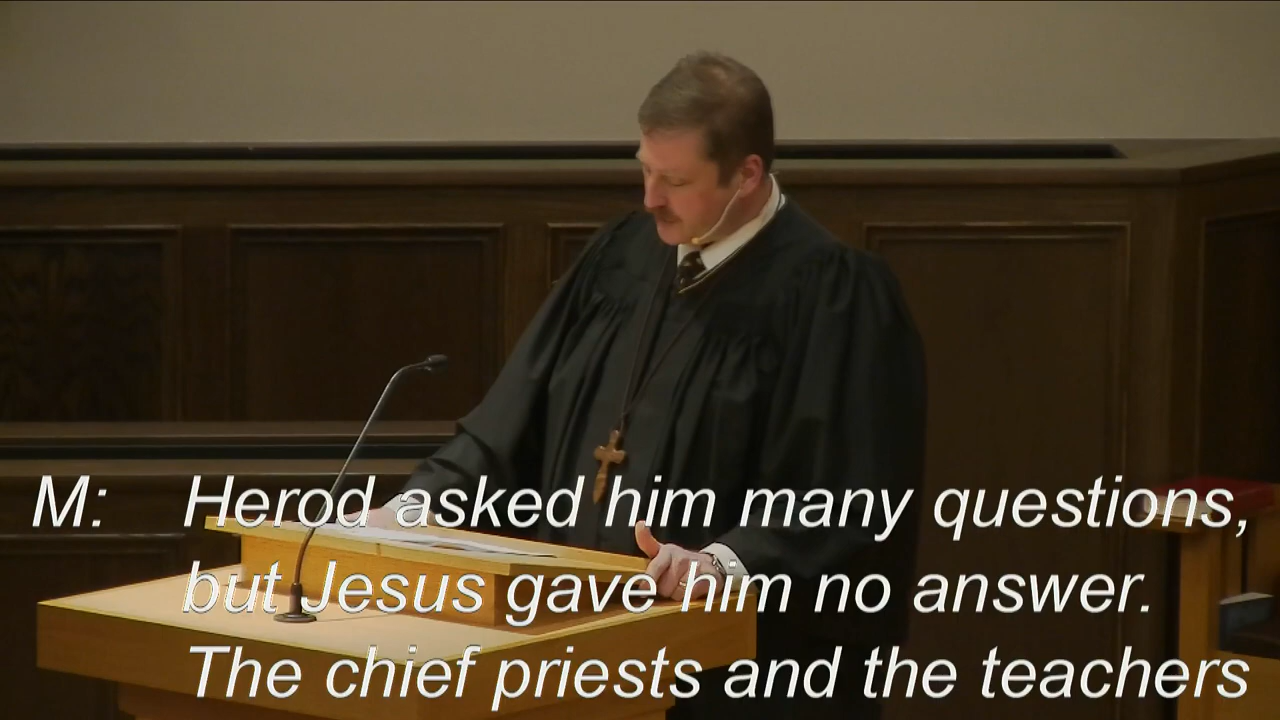 M: Herod asked him many questions,
but Jesus gave him no answer.
The chief priests and the teachers